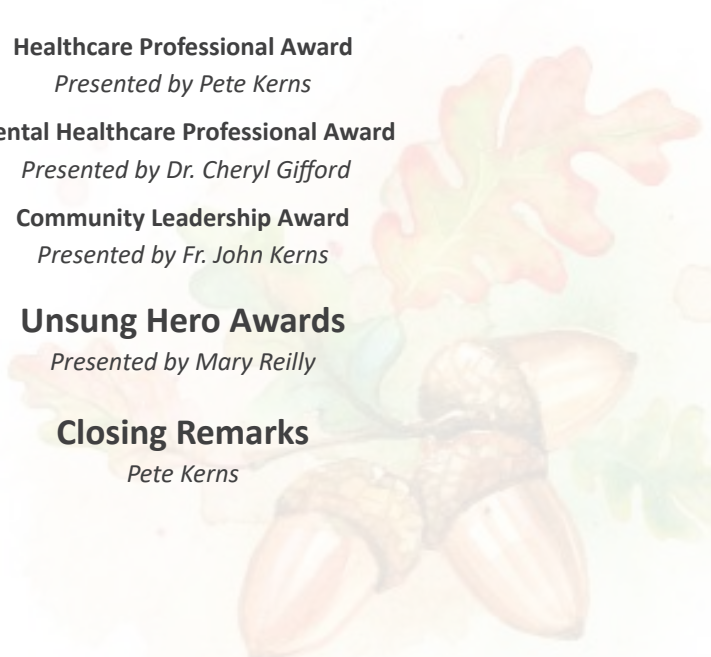 Healthcare Professional Award
Presented by Pete Kerns
Healthcare Professional Award
Presented by Dr. Cheryl Gifford
Community Leadership Award
Presented by Fr. John Kerns
Unsung Hero Awards
Presented by Mary Reilly
Closing Remarks
Pete Kerns